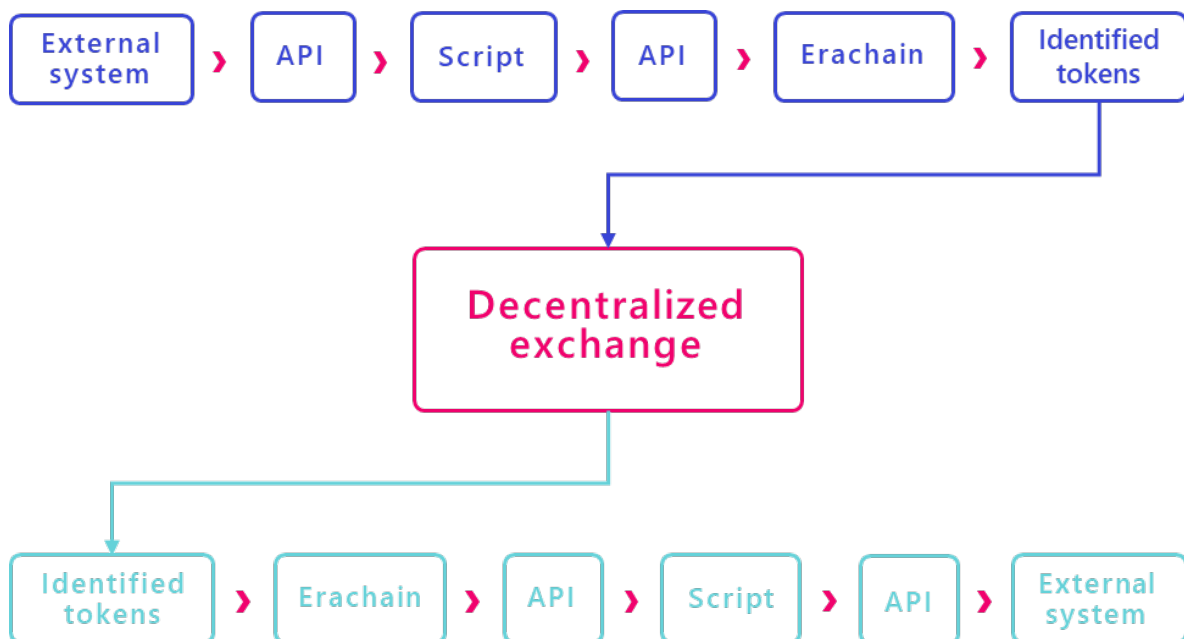 External
system
API
Script
API
Erachain
Identified
tokens
Decentralized
exchange
Identified
tokens
Erachain
API
Script
API
External
system